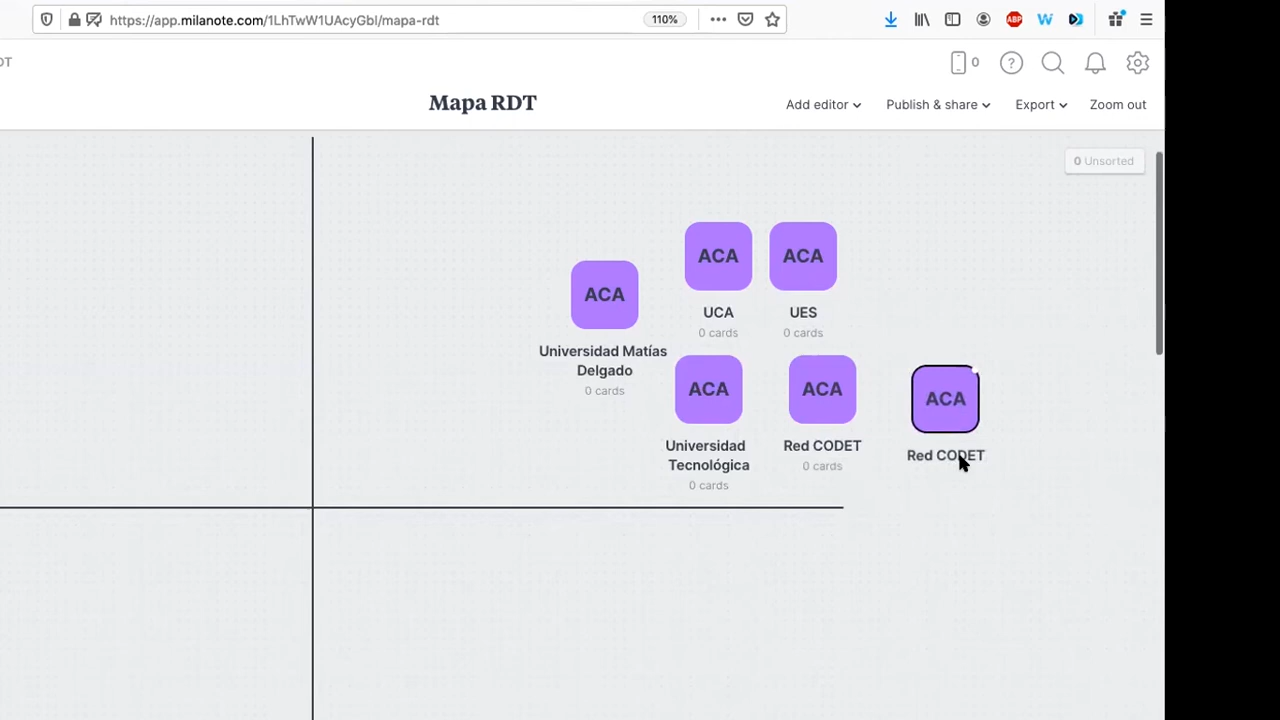 https://app.milanote.com/1LhTwW1UAcyGbl/mapa-rdt
110%
ABP
W
DT
0
?
Mapa RDT
Add editor
Publish & share
Export
Zoom out
0 Unsorted
ACA
UCA
0 cards
ACA
UES
0 cards
ACA
Universidad Matías
Delgado
0 cards
ACA
Universidad
Tecnológica
0 cards
ACA
Red CODET
0 cards
ACA
Red CODET